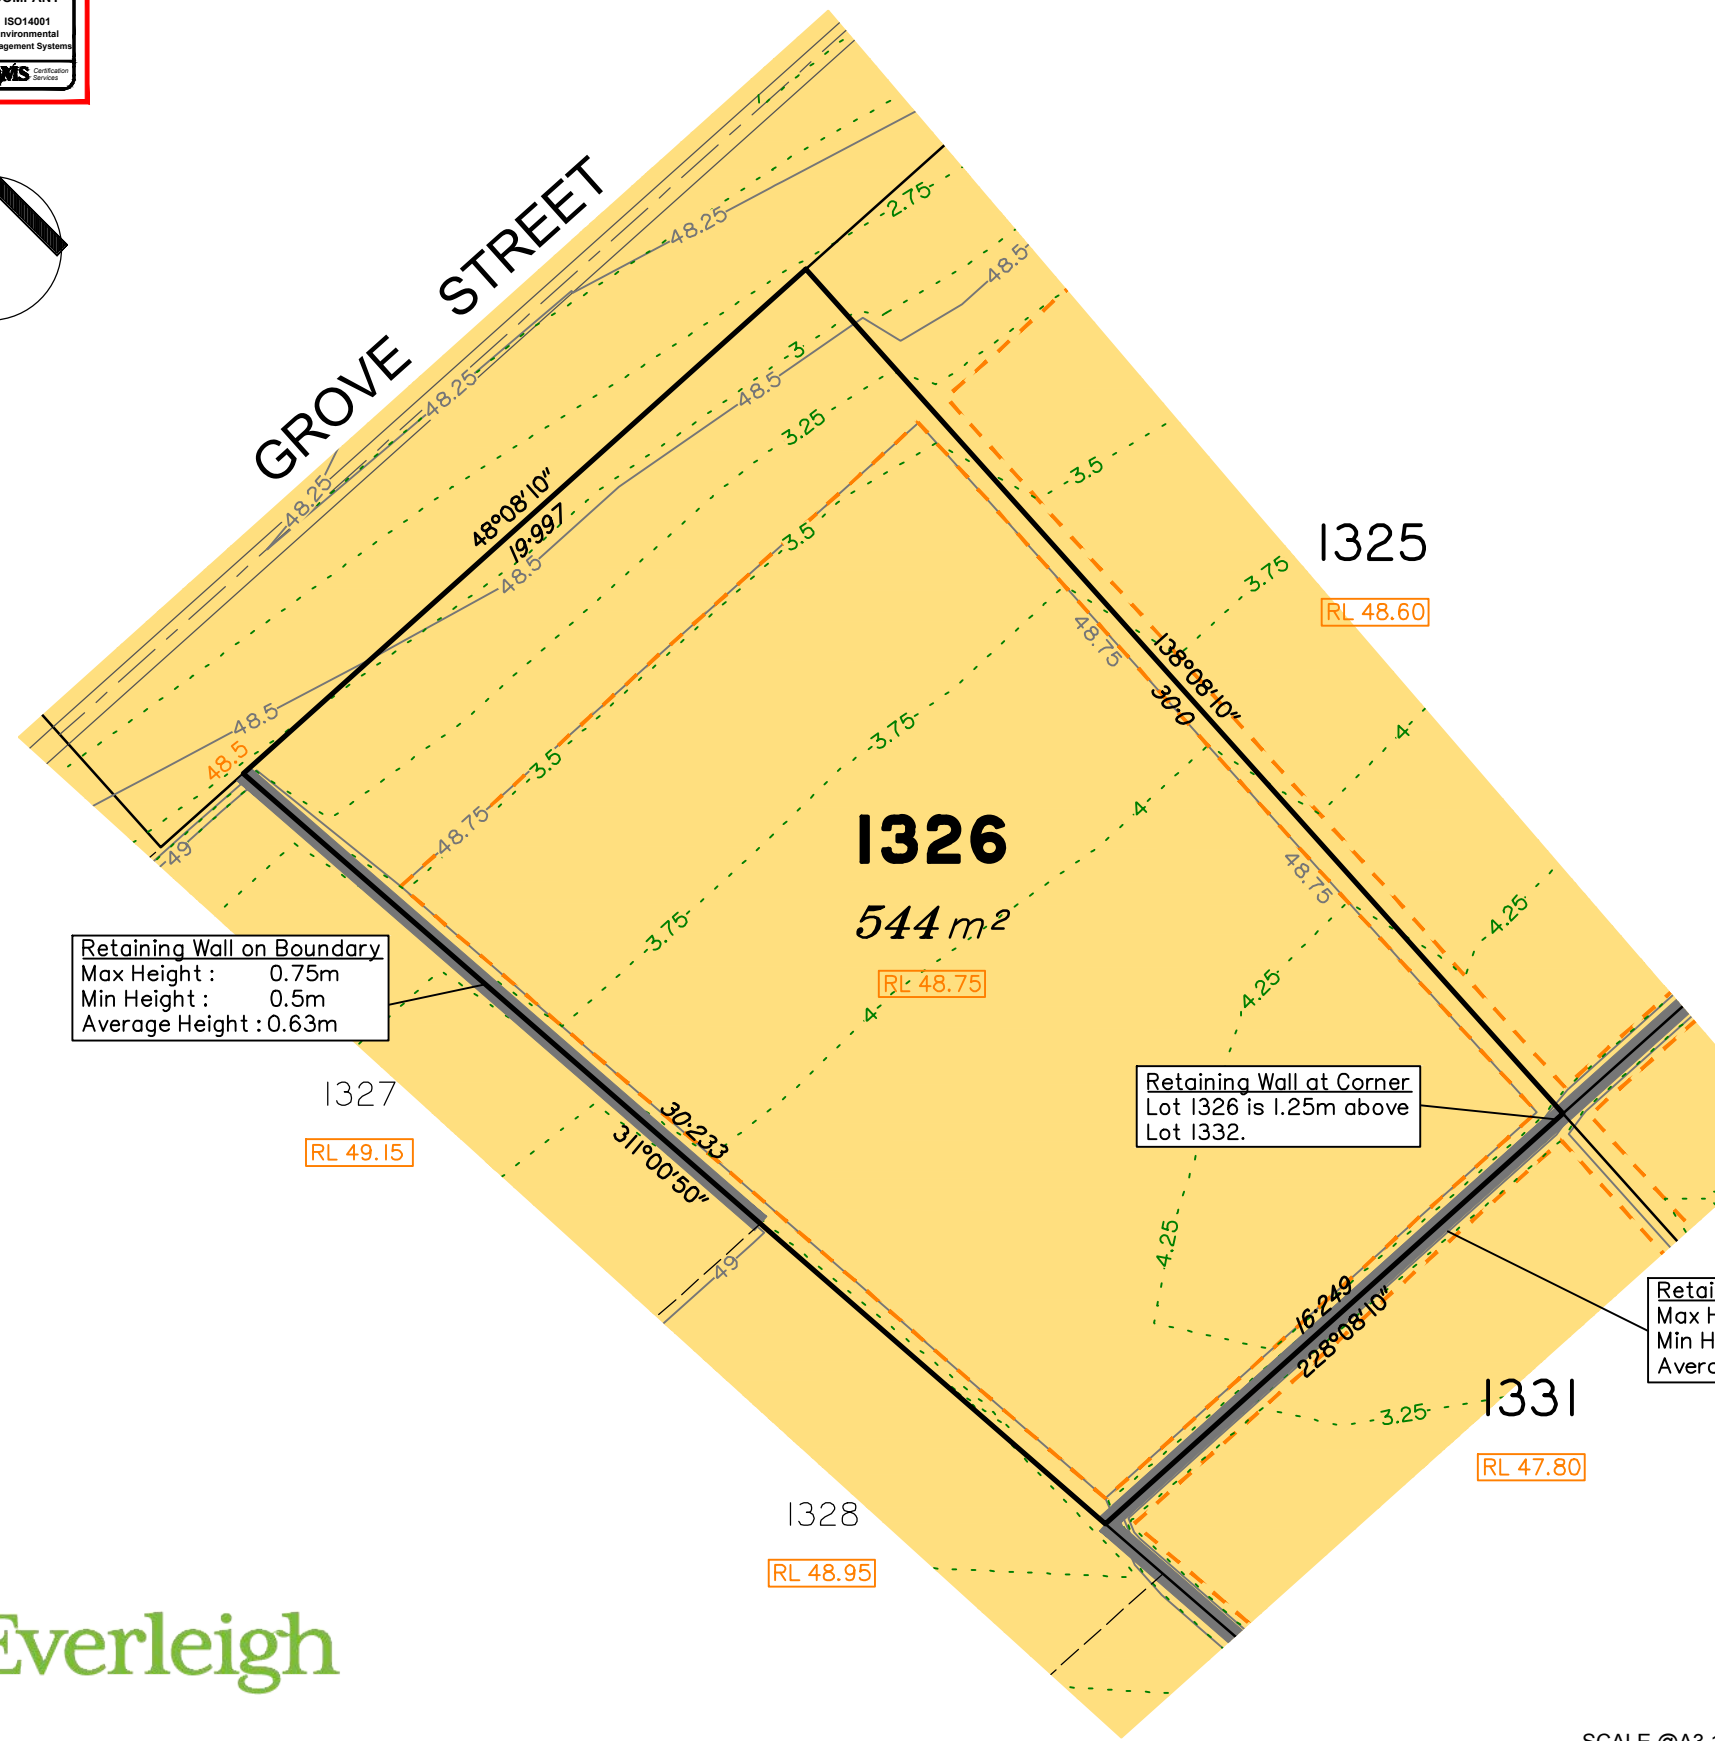 ISO14001
Certification
Services
GROVE STREET
48.25
48.25
48.25
2.75
48.5
3
48.5
3.25
48°08'10"
19.997
48.5
3.5
3.5
1325
RL 48.60
3.75
48.75
138°08'10"
30.0
48.5
48.5
3.5
3.75
4
48.75
4
49
1326
544 m²
RL 48.75
48.75
4.25
3.75
4.25
4
Retaining Wall on Boundary
Max Height : 0.75m
Min Height : 0.5m
Average Height : 0.63m
1327
RL 49.15
30.233
311°00'50"
Retaining Wall at Corner
Lot 1326 is 1.25m above
Lot 1332.
4.25
49
16.249
228°08'10"
1331
3.25
RL 47.80
1328
RL 48.95
Everleigh
SCALE @A3